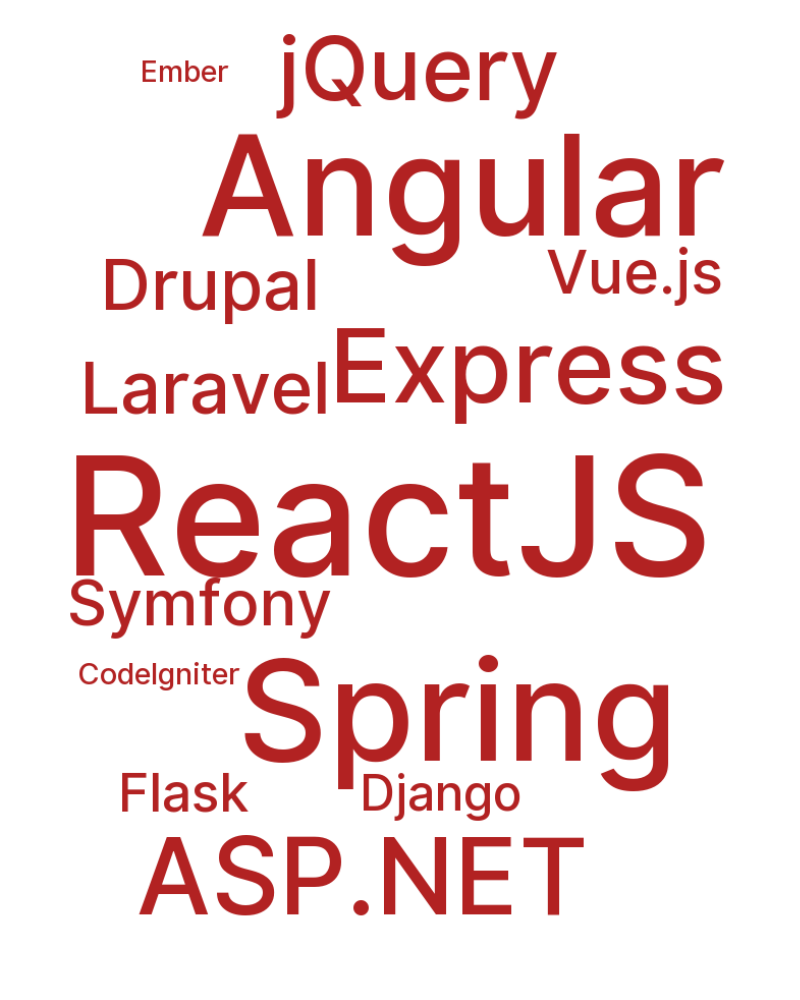 jQuery
Ember
Angular
Drupal
Vue.js
Express
Laravel
ReactJS
Symfony
CodeIgniter
Spring
Flask
Django
ASP.NET